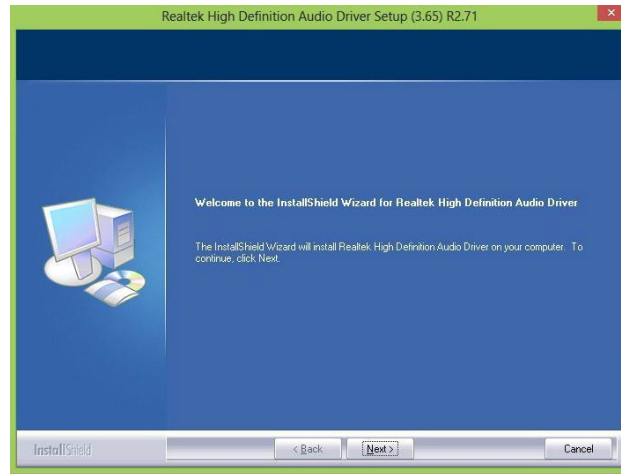 Realtek High Definition Audio Driver Setup (3.65) R2.71
Welcome to the InstallShield Wizard for Realtek High Definition Audio Driver
The InstallShield Wizard will install Realtek High Definition Audio Driver on your computer. To
continue, click Next.
InstallShield
< Back
Next >
Cancel